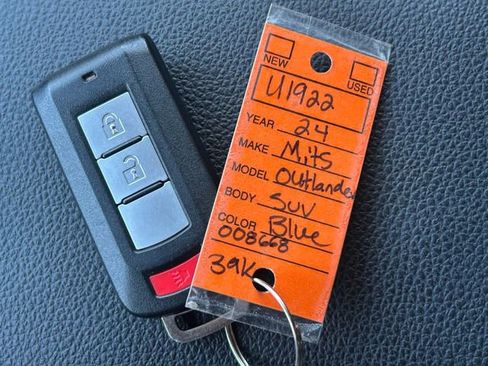 NEW USED
U1922
YEAR 24
MAKE Mits
MODEL Outlander
BODY SUV
COLOR Blue
008668
39K